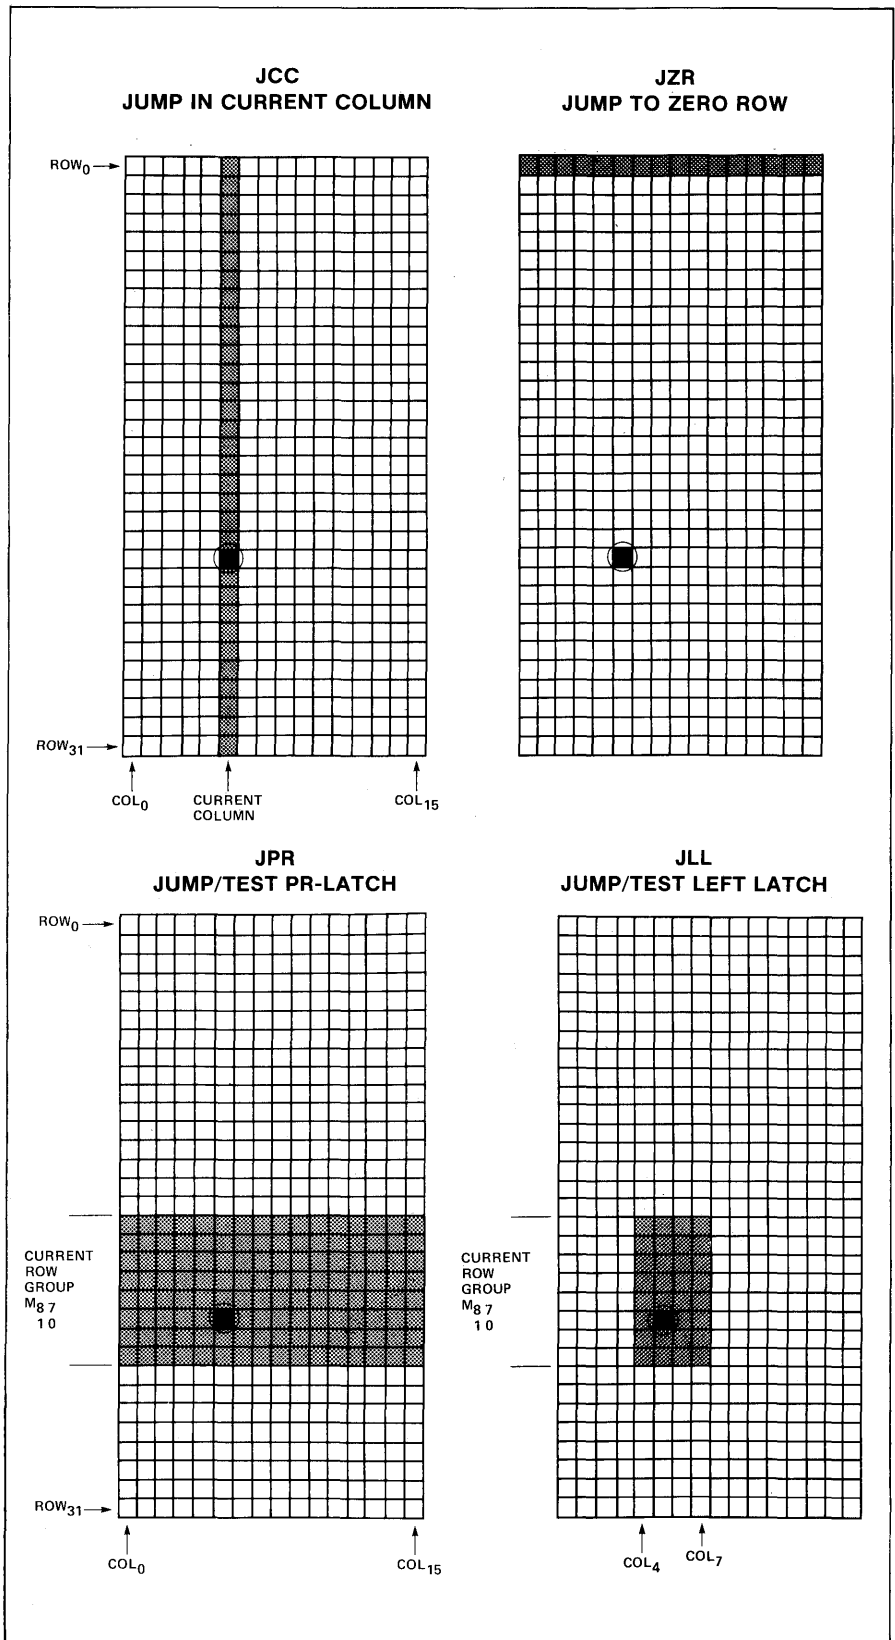 JCC
JUMP IN CURRENT COLUMN
JZR
JUMP TO ZERO ROW
ROW0
ROW31
COL0
CURRENT
COLUMN
COL15
JPR
JUMP/TEST PR-LATCH
JLL
JUMP/TEST LEFT LATCH
ROW0
CURRENT
ROW
GROUP
M8 7
1 0
CURRENT
ROW
GROUP
M8 7
1 0
ROW31
COL0
COL15
COL4
COL7